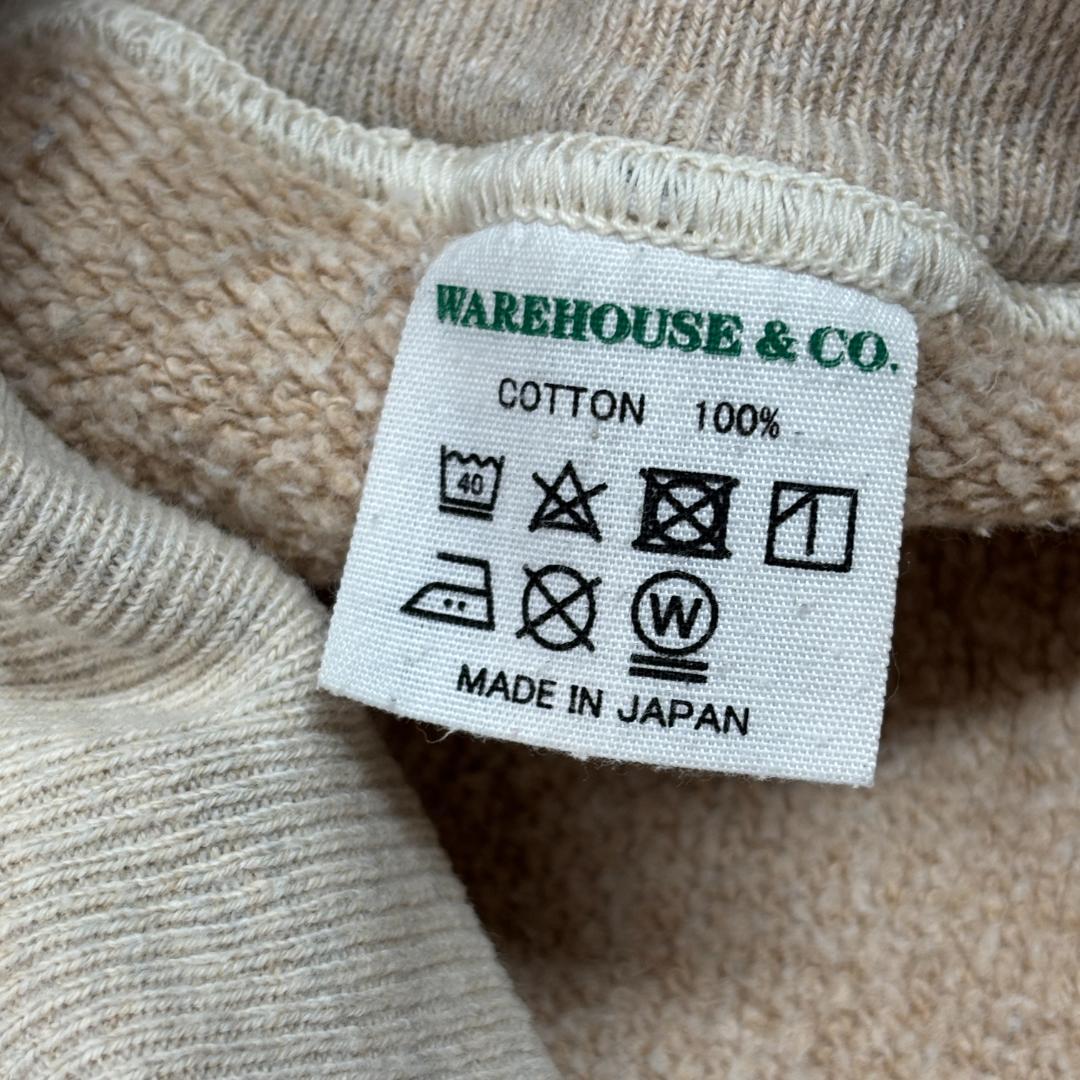 WAREHOUSE & CO.
COTTON 100%
40
W
MADE IN JAPAN